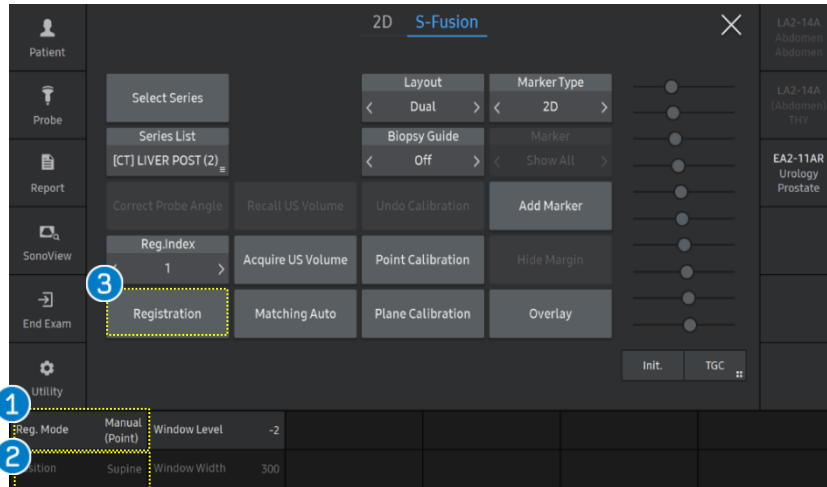 2D S-Fusion
Patient
Probe
Report
SonoView
End Exam
Utility
Select Series
Layout
Dual
Marker Type
2D
Series List
[CT] LIVER POST (2)
Biopsy Guide
Off
Marker
Show All
Correct Probe Angle
Recall US Volume
Undo Calibration
Add Marker
Reg.Index
1
Acquire US Volume
Point Calibration
Hide Margin
3
Registration
Matching Auto
Plane Calibration
Overlay
Init.
TGC
LA2-14A
Abdomen
Abdomen
LA2-14A
(Abdomen)
THY
EA2-11AR
Urology
Prostate
1
Reg. Mode
Manual
(Point)
Window Level
-2
2
sition
Supine
Window Width
300